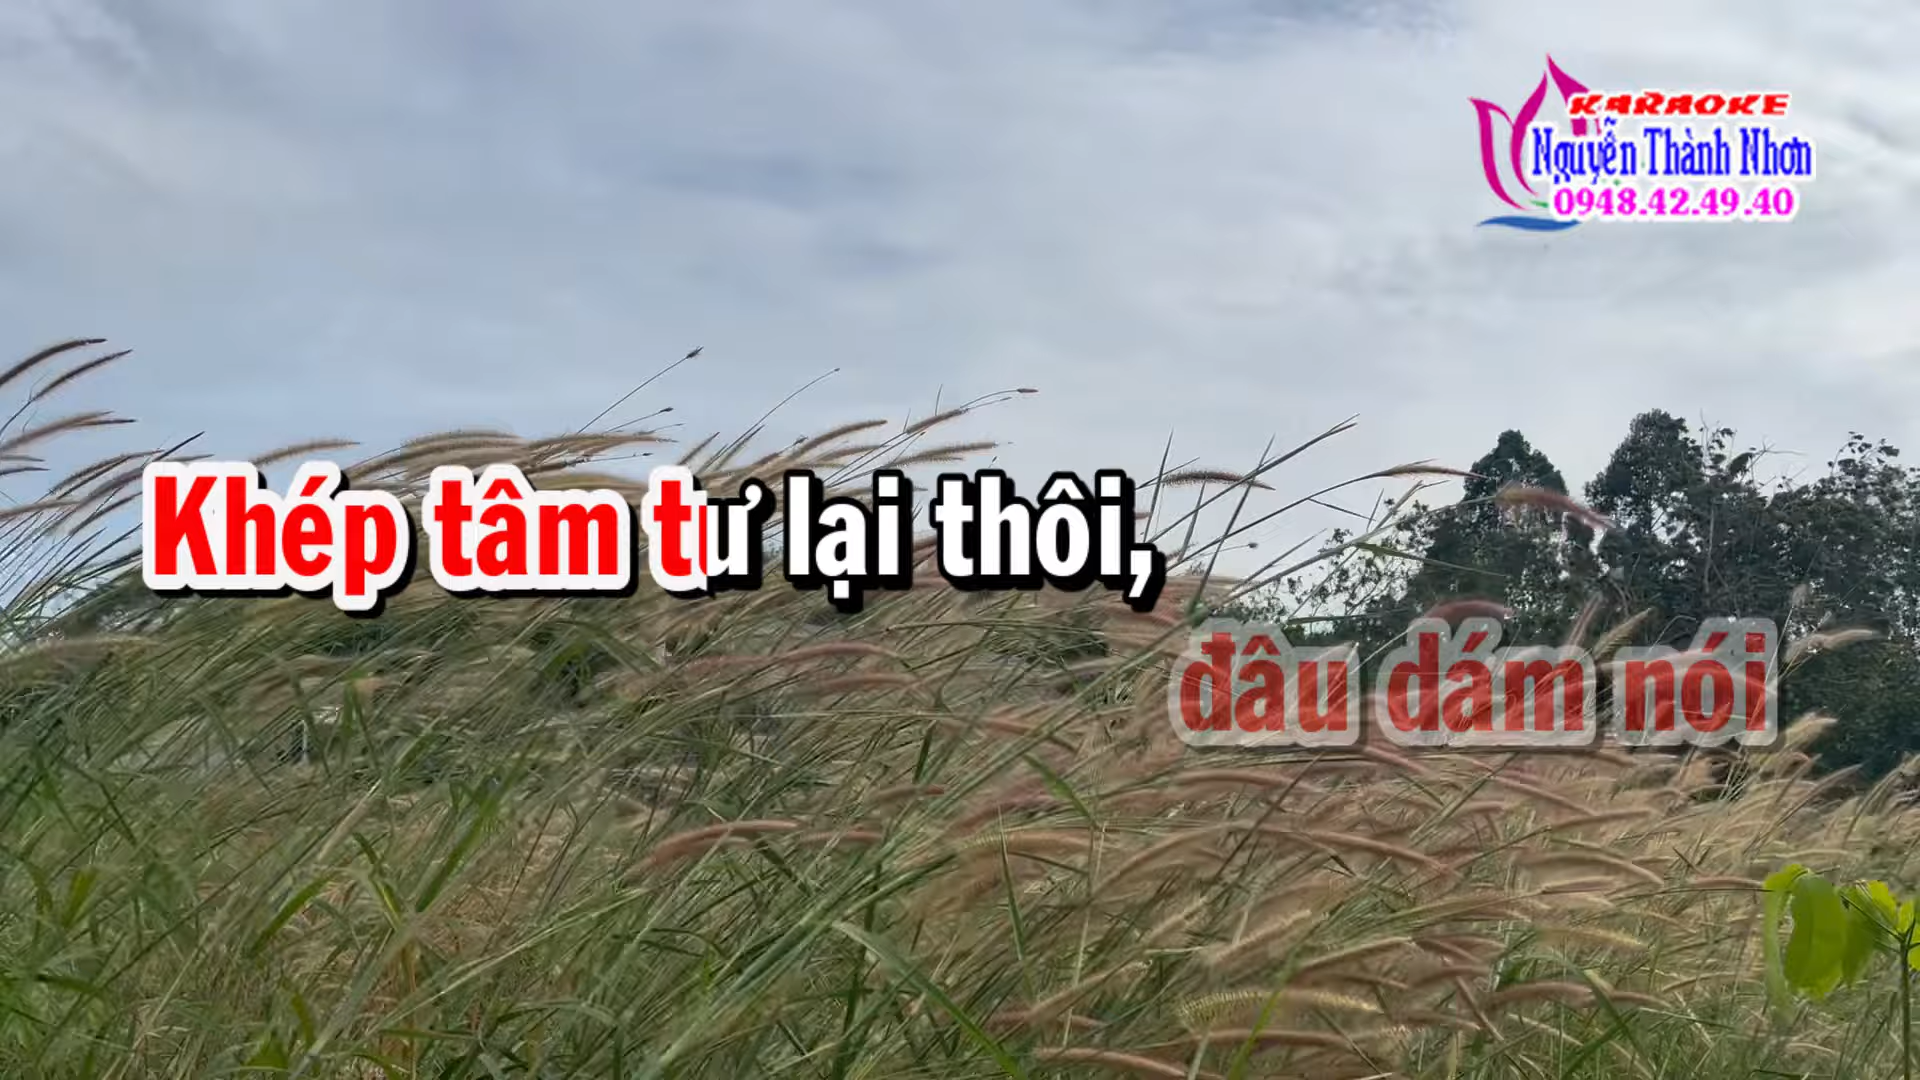 KARAOKE
Nguyễn Thành Nhơn
0948.42.49.40
Khép tâm tư lại thôi,
đâu dám nói